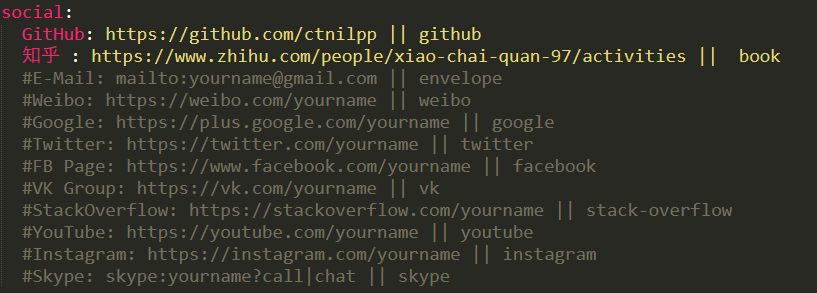 social:
  GitHub: https://github.com/ctnilpp || github
  知乎 : https://www.zhihu.com/people/xiao-chai-quan-97/activities ||  book
  #E-Mail: mailto:yourname@gmail.com || envelope
  #Weibo: https://weibo.com/yourname || weibo
  #Google: https://plus.google.com/yourname || google
  #Twitter: https://twitter.com/yourname || twitter
  #FB Page: https://www.facebook.com/yourname || facebook
  #VK Group: https://vk.com/yourname || vk
  #StackOverflow: https://stackoverflow.com/yourname || stack-overflow
  #YouTube: https://youtube.com/yourname || youtube
  #Instagram: https://instagram.com/yourname || instagram
  #Skype: skype:yourname?call|chat || skype